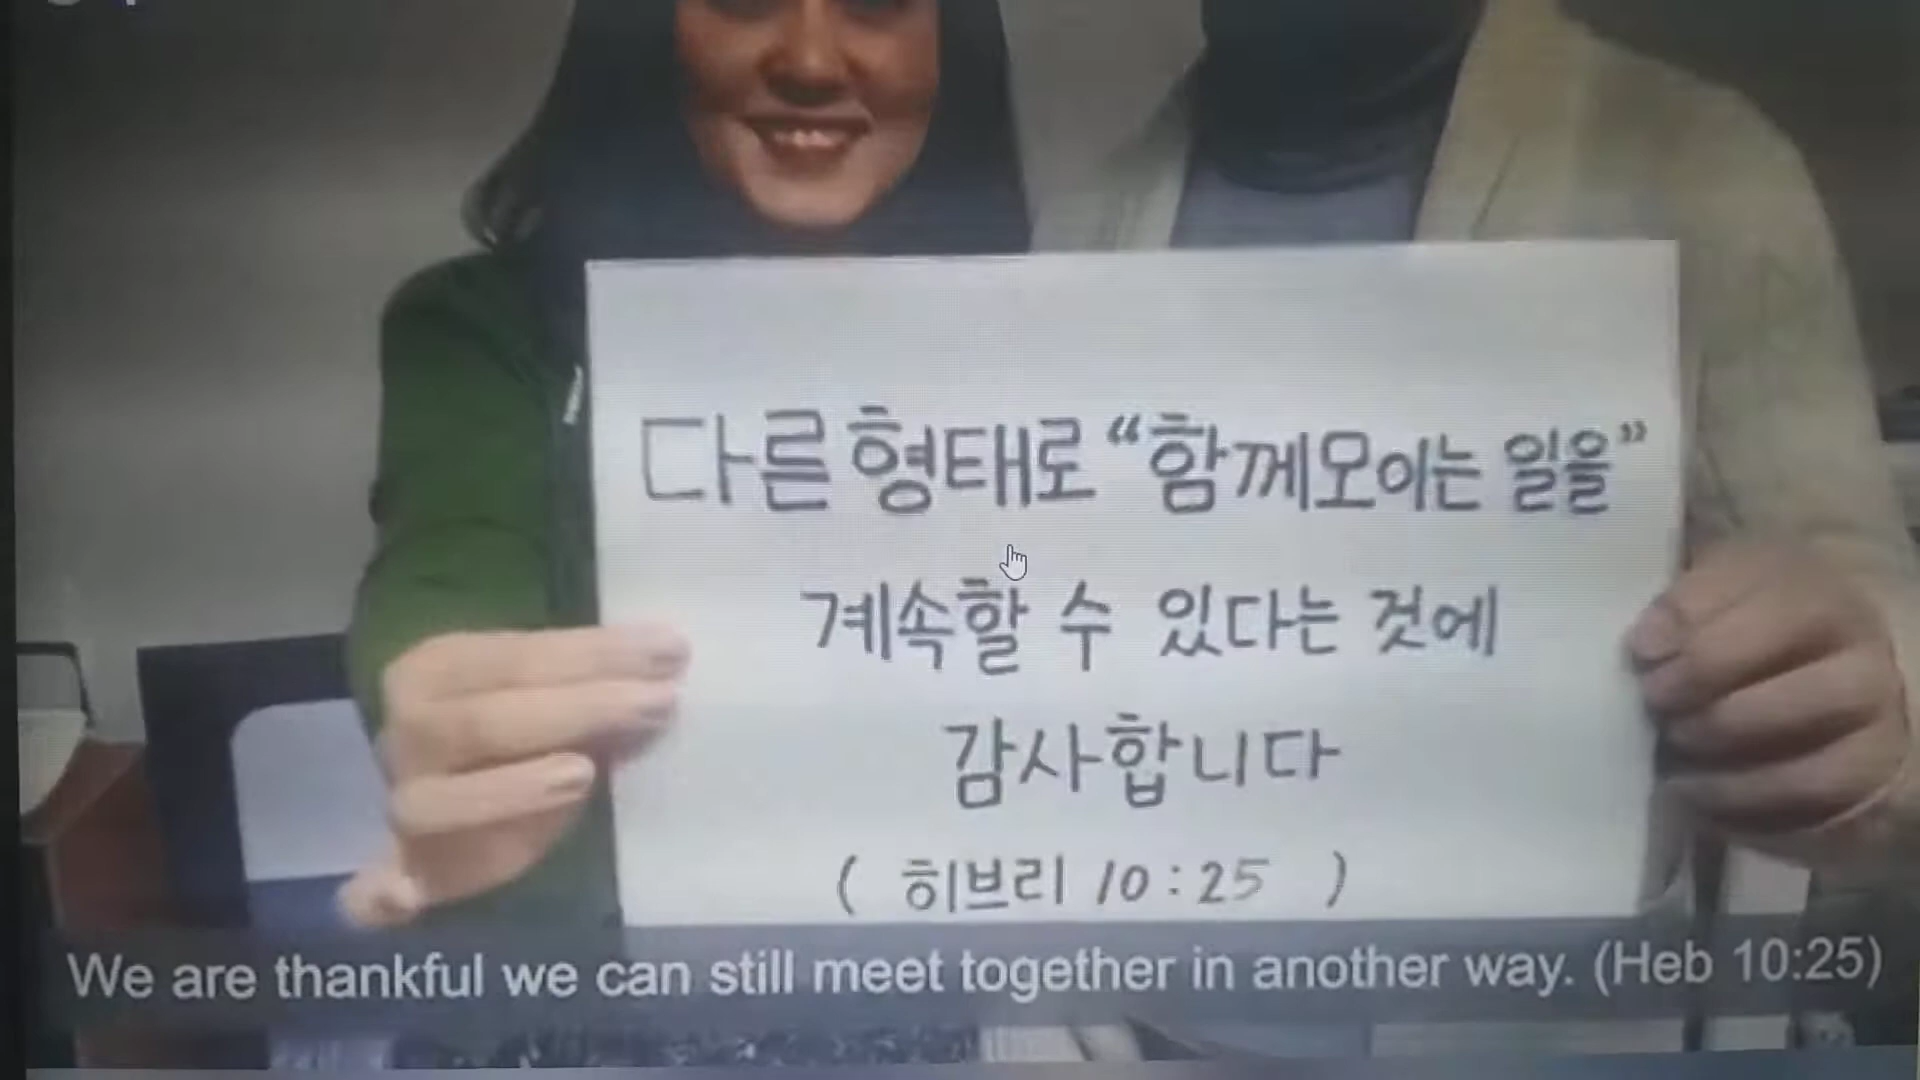 다른형태로 “함께모이는 일을”
계속할 수 있다는 것에
감사합니다
( 히브리 10:25 )
We are thankful we can still meet together in another way. (Heb 10:25)